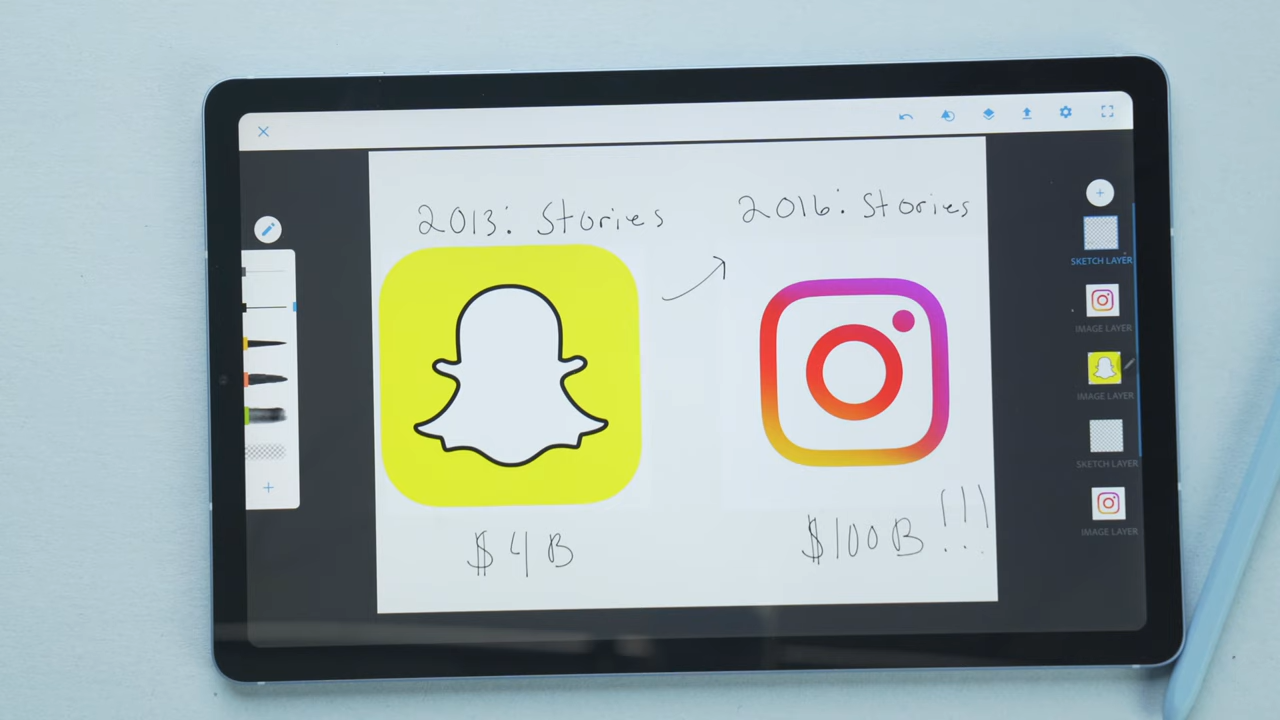 2013: Stories
2016: Stories
$4B
$100B!!!
SKETCH LAYER
IMAGE LAYER
IMAGE LAYER
SKETCH LAYER
IMAGE LAYER